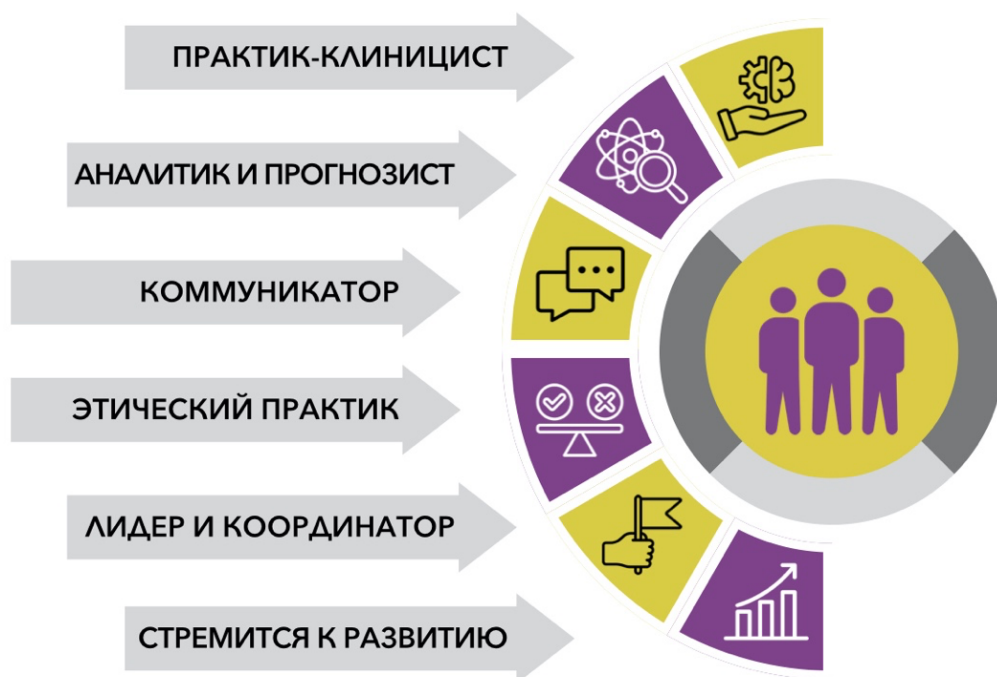 ПРАКТИК-КЛИНИЦИСТ
АНАЛИТИК И ПРОГНОЗИСТ
КОММУНИКАТОР
ЭТИЧЕСКИЙ ПРАКТИК
ЛИДЕР И КООРДИНАТОР
СТРЕМИТСЯ К РАЗВИТИЮ